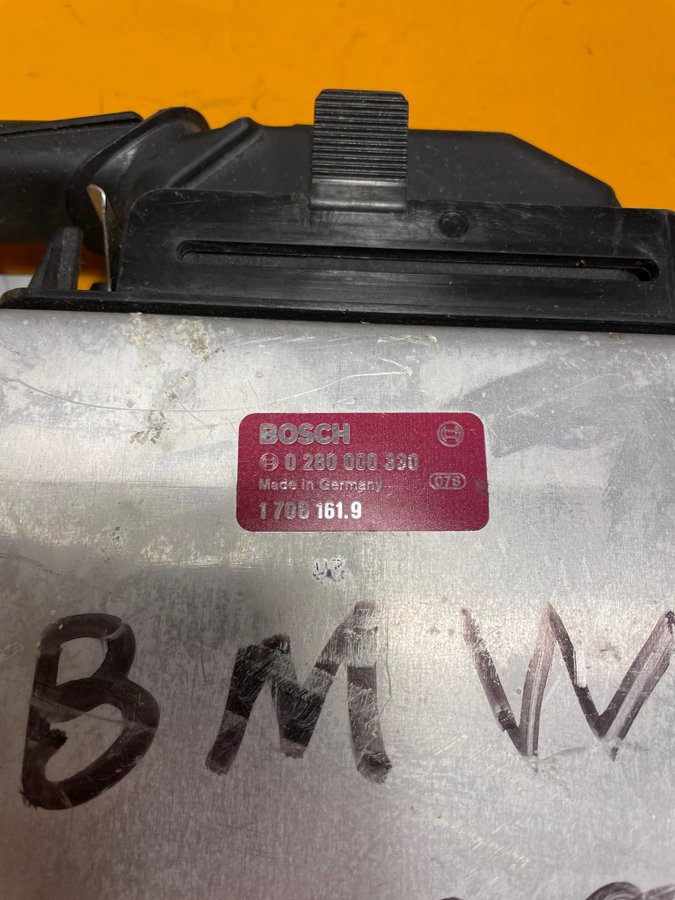 BOSCH
0 280 000 330
Made in Germany
078
1 706 161.9
BMW